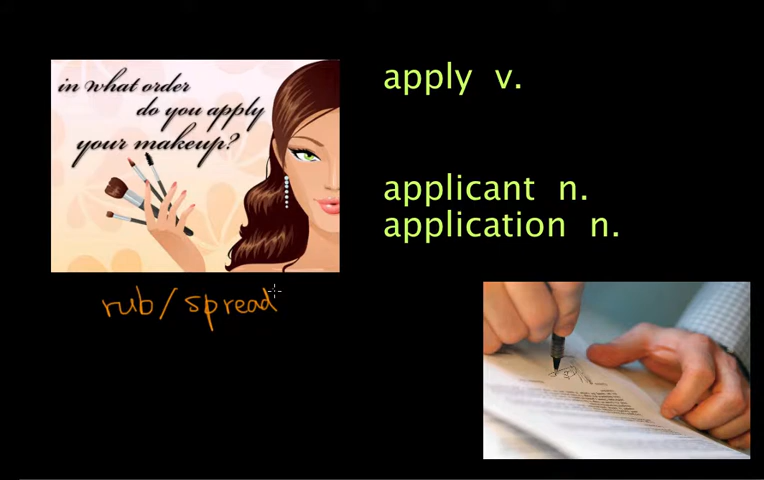 in what order
do you apply
your makeup?
apply v.
applicant n.
application n.
rub/spread